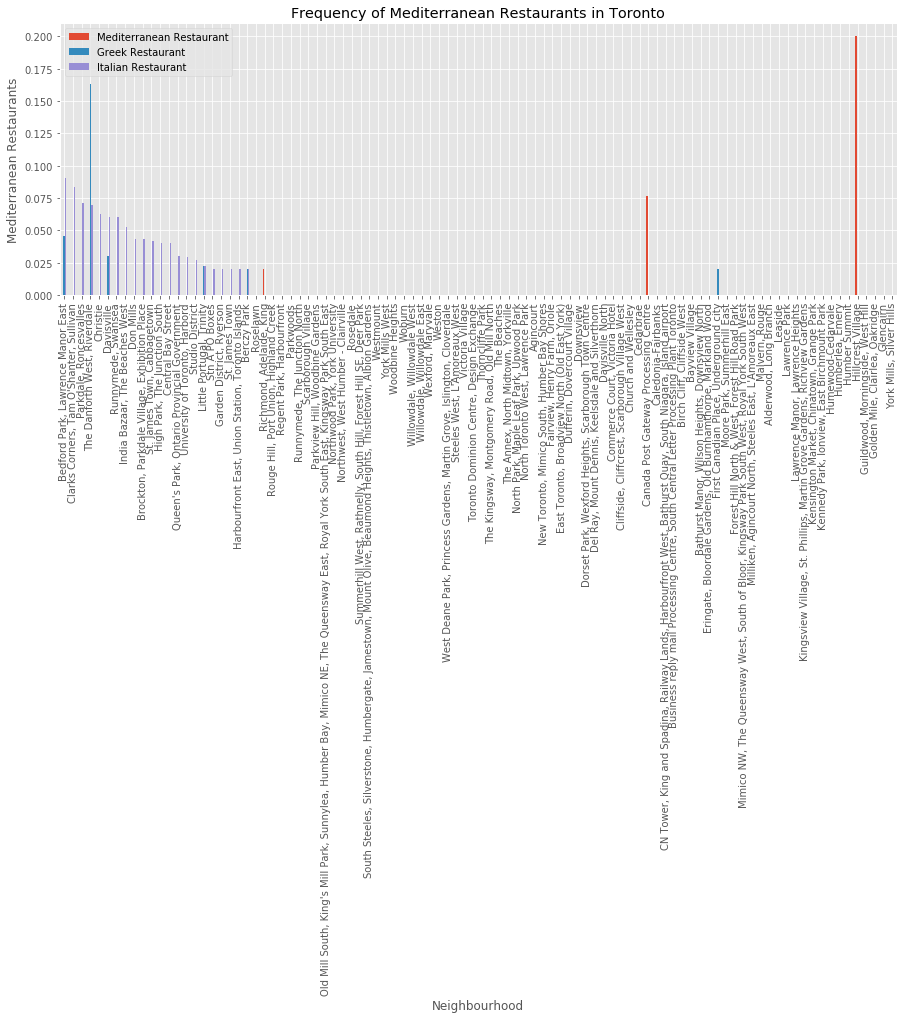 Frequency of Mediterranean Restaurants in Toronto
Mediterranean Restaurant
Greek Restaurant
Italian Restaurant
Mediterranean Restaurants
0.200
0.175
0.150
0.125
0.100
0.075
0.050
0.025
0.000
Bedford Park, Lawrence Manor East
Clarks Corners, Tam O'Shanter, Sullivan
Parkdale, Roncesvalles
The Danforth West, Riverdale
Christie
Davisville
Runnymede, Swansea
India Bazaar, The Beaches West
Don Mills
Brockton, Parkdale Village, Exhibition Place
St. James Town, Cabbagetown
High Park, The Junction South
Central Bay Street
Queen's Park, Ontario Provincial Government
University of Toronto, Harbord
Studio District
Little Portugal, Trinity
Stn A PO Boxes
Garden District, Ryerson
St. James Town
Harbourfront East, Union Station, Toronto Islands
Berczy Park
Roselawn
Richmond, Adelaide, King
Rouge Hill, Port Union, Highland Creek
Regent Park, Harbourfront
Parkwoods
Runnymede, The Junction North
Scarborough Village
Parkview Hill, Woodbine Gardens
Old Mill South, King's Mill Park, Sunnylea, Humber Bay, Mimico NE, The Queensway East, Royal York South East, Kingsway Park South East
Northwood Park, York University
Northwest, West Humber - Clairville
Rosedale
Summerhill West, Rathnelly, South Hill, Forest Hill SE, Deer Park
South Steeles, Silverstone, Humbergate, Jamestown, Mount Olive, Beaumond Heights, Thistletown, Albion Gardens
Westmount
York Mills West
Woodbine Heights
Woburn
Willowdale, Willowdale West
Willowdale, Willowdale East
Wexford, Maryvale
Weston
West Deane Park, Princess Gardens, Martin Grove, Islington, Cloverdale
Steeles West, L'Amoreaux West
Victoria Village
Toronto Dominion Centre, Design Exchange
Thorncliffe Park
The Kingsway, Montgomery Road, Old Mill North
The Beaches
The Annex, North Midtown, Yorkville
North Park, Maple Leaf Park, Upwood Park
North Toronto West, Lawrence Park
Agincourt
New Toronto, Mimico South, Humber Bay Shores
Fairview, Henry Farm, Oriole
East Toronto, Broadview North (Old East York)
Dufferin, Dovercourt Village
Downsview
Dorset Park, Wexford Heights, Scarborough Town Centre
Del Ray, Mount Dennis, Keelsdale and Silverthorn
Davisville North
Commerce Court, Victoria Hotel
Cliffside, Cliffcrest, Scarborough Village West
Church and Wellesley
Cedarbrae
Canada Post Gateway Processing Centre
Caledonia-Fairbanks
CN Tower, King and Spadina, Railway Lands, Harbourfront West, Bathurst Quay, South Niagara, Island airport
Business reply mail Processing Centre, South Central Letter Processing Plant Toronto
Birch Cliff, Cliffside West
Bayview Village
Bathurst Manor, Wilson Heights, Downsview North
Eringate, Bloordale Gardens, Old Burnhamthorpe, Markland Wood
First Canadian Place, Underground city
Moore Park, Summerhill East
Forest Hill North & West, Forest Hill Road Park
Mimico NW, The Queensway West, South of Bloor, Kingsway Park South West, Royal York South West
Milliken, Agincourt North, Steeles East, L'Amoreaux East
Malvern, Rouge
Alderwood, Long Branch
Leaside
Lawrence Park
Lawrence Manor, Lawrence Heights
Kingsview Village, St. Phillips, Martin Grove Gardens, Richview Gardens
Kensington Market, Chinatown, Grange Park
Kennedy Park, Ionview, East Birchmount Park
Humewood-Cedarvale
Humberlea, Emery
Humber Summit
Hillcrest Village
Guildwood, Morningside, West Hill
Golden Mile, Clairlea, Oakridge
Glencairn
York Mills, Silver Hills
Neighbourhood